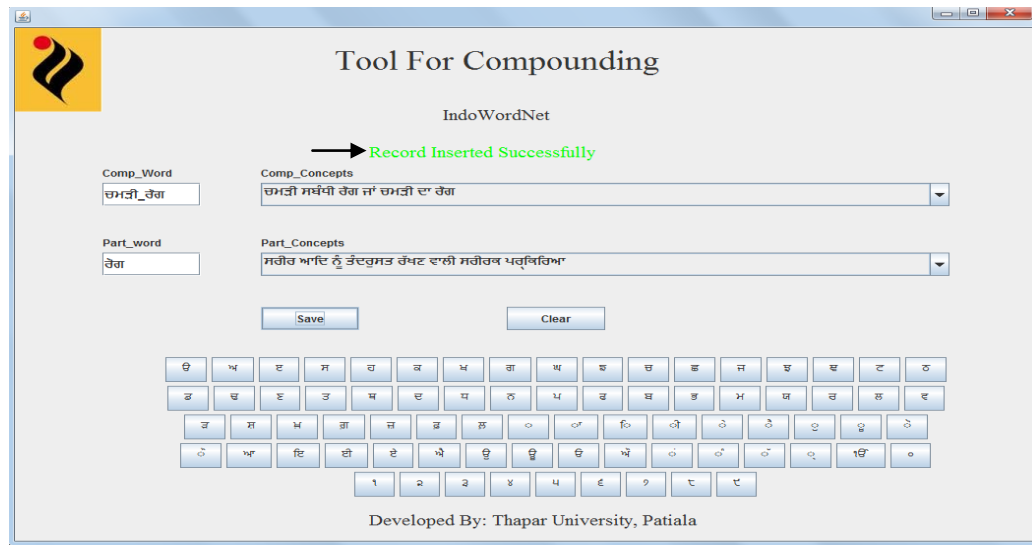 Tool For Compounding
IndoWordNet
Record Inserted Successfully
Comp_Word Comp_Concepts
ਚਮੜੀ_ਰੋਗ ਚਮੜੀ ਸਬੰਧੀ ਰੋਗ ਜਾਂ ਚਮੜੀ ਦਾ ਰੋਗ
Part_word Part_Concepts
ਰੋਗ ਸਰੀਰ ਆਦਿ ਨੂੰ ਤੰਦਰੁਸਤ ਰੱਖਣ ਵਾਲੀ ਸਰੀਰਕ ਪਰ੍ਕਿਰਿਆ
Save Clear
ੳ ਅ ੲ ਸ ਹ ਕ ਖ ਗ ਘ ਙ ਚ ਛ ਜ ਝ ਞ ਟ ਠ
ਡ ਢ ਣ ਤ ਥ ਦ ਧ ਨ ਪ ਫ ਬ ਭ ਮ ਯ ਰ ਲ ਵ
ੜ ਸ਼ ਖ਼ ਗ਼ ਜ਼ ਫ਼ ਲ਼ ਾ ਿ ੀ ੇ ੈ ੁ ੂ
ਆ ਇ ਈ ਏ ਐ ਉ ਊ ਓ ਔ ੰ ਂ ੱ ੍ ੴ ੦
੧ ੨ ੩ ੪ ੫ ੬ ੭ ੮ ੯
Developed By: Thapar University, Patiala